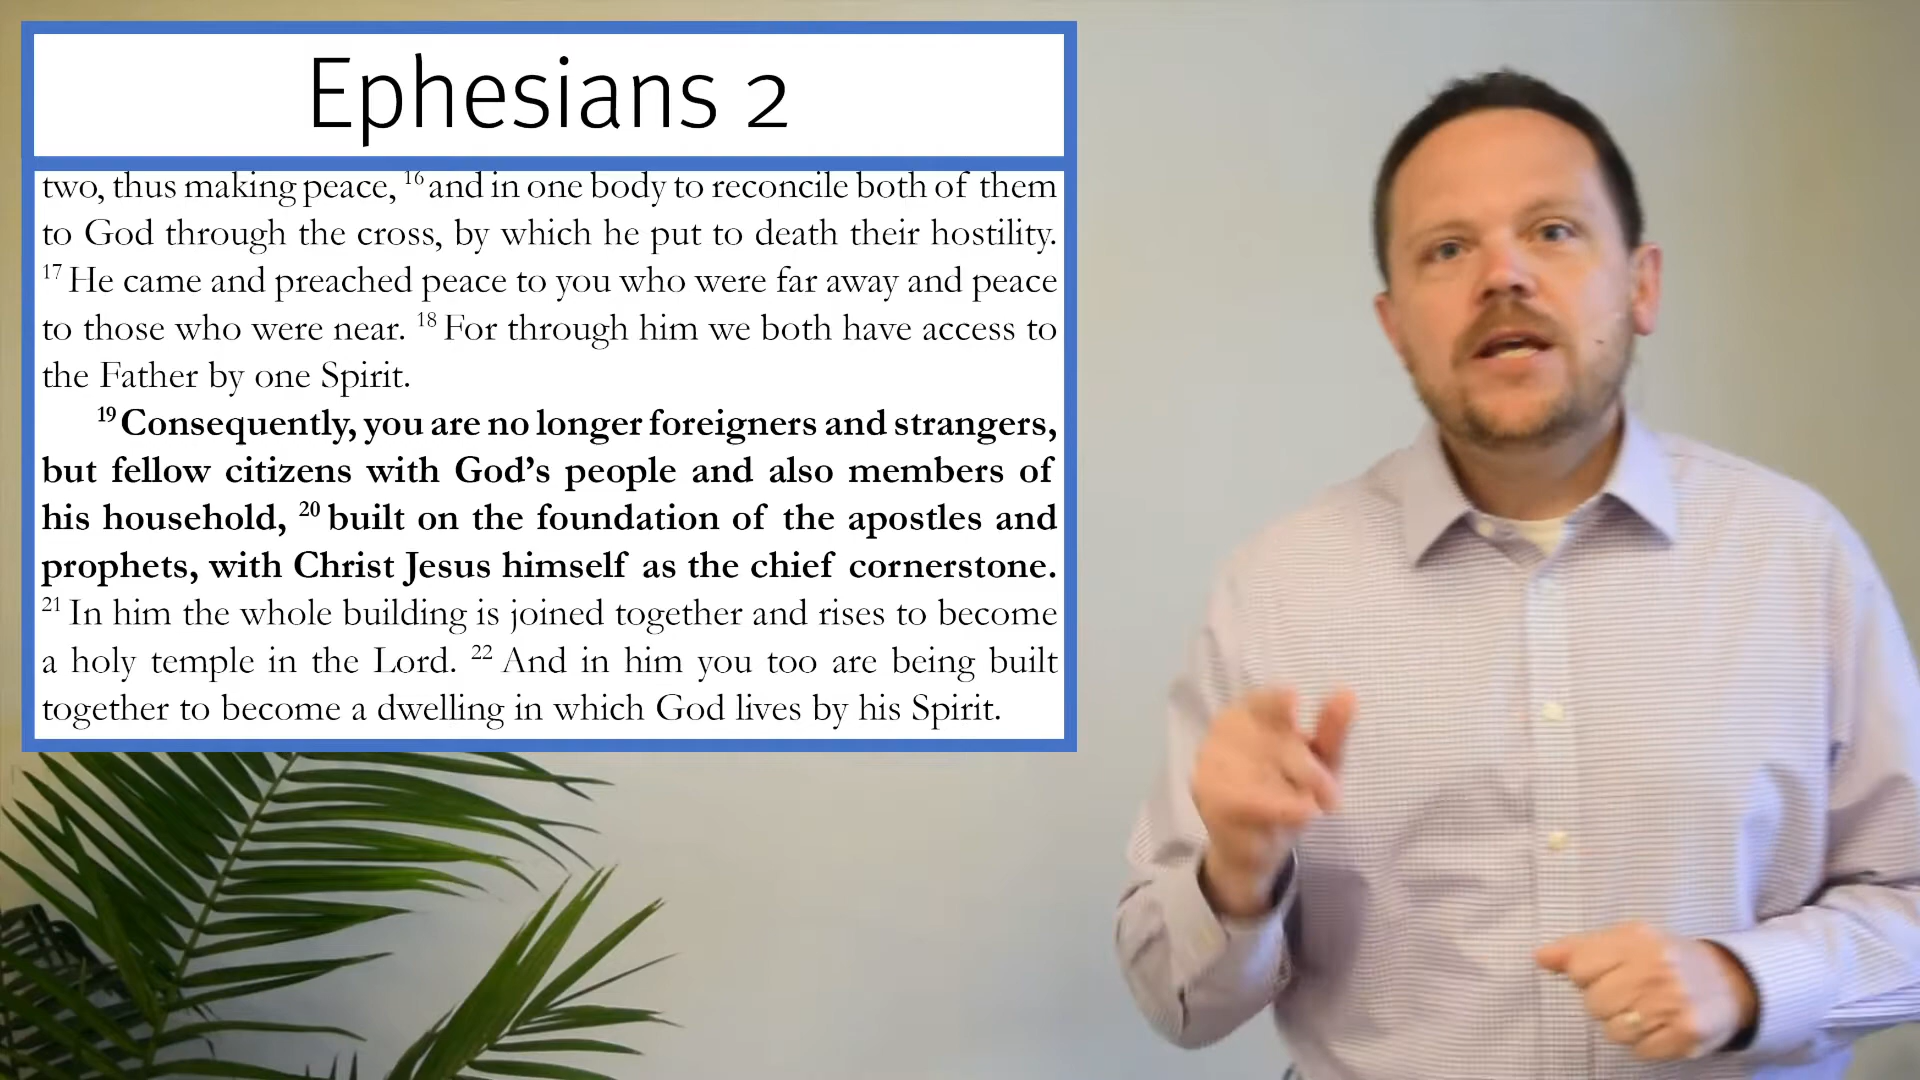 Ephesians 2
two, thus making peace, 16 and in one body to reconcile both of them
to God through the cross, by which he put to death their hostility.
17 He came and preached peace to you who were far away and peace
to those who were near. 18 For through him we both have access to
the Father by one Spirit.
19 Consequently, you are no longer foreigners and strangers,
but fellow citizens with God’s people and also members of
his household, 20 built on the foundation of the apostles and
prophets, with Christ Jesus himself as the chief cornerstone.
21 In him the whole building is joined together and rises to become
a holy temple in the Lord. 22 And in him you too are being built
together to become a dwelling in which God lives by his Spirit.